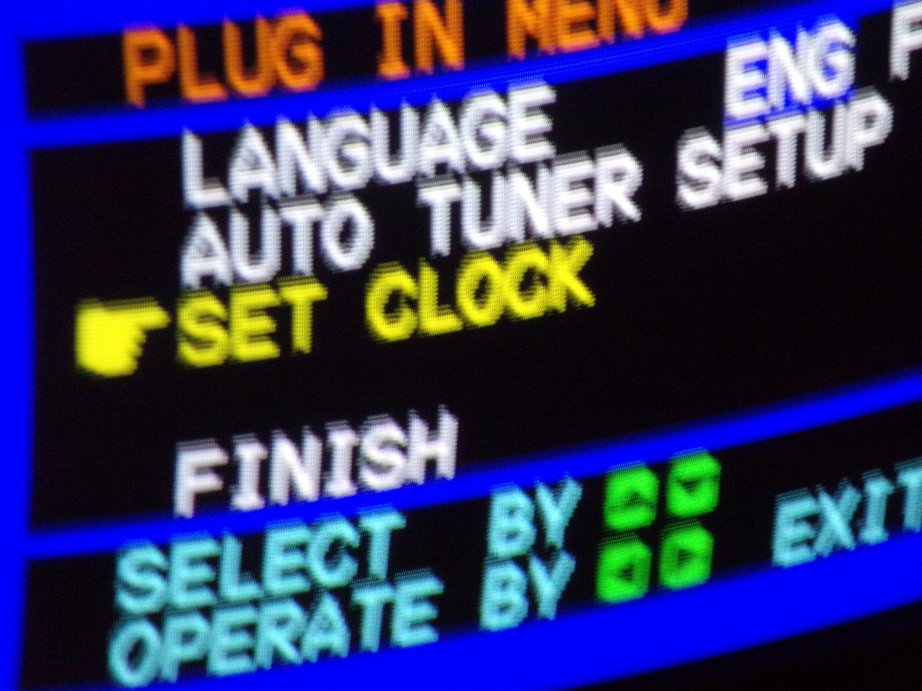 PLUG IN MENU
LANGUAGE ENG F
AUTO TUNER SETUP
SET CLOCK
FINISH
SELECT BY EXIT
OPERATE BY